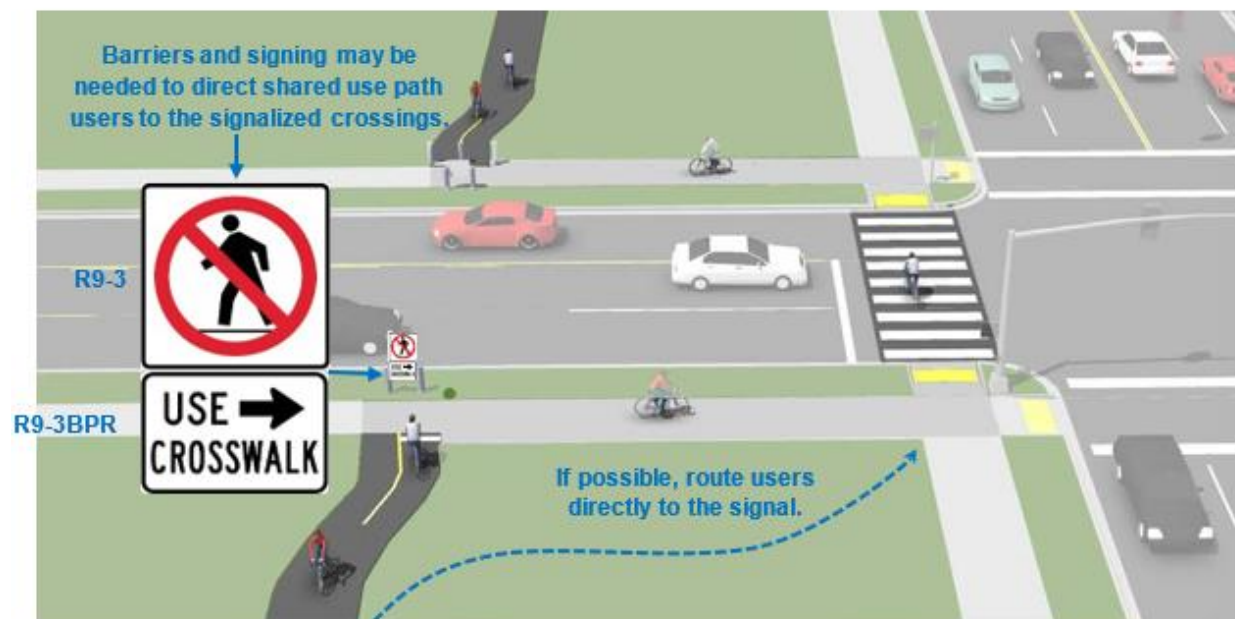 Barriers and signing may be
needed to direct shared use path
users to the signalized crossings.
R9-3
R9-3BPR
USE →
CROSSWALK
If possible, route users
directly to the signal.